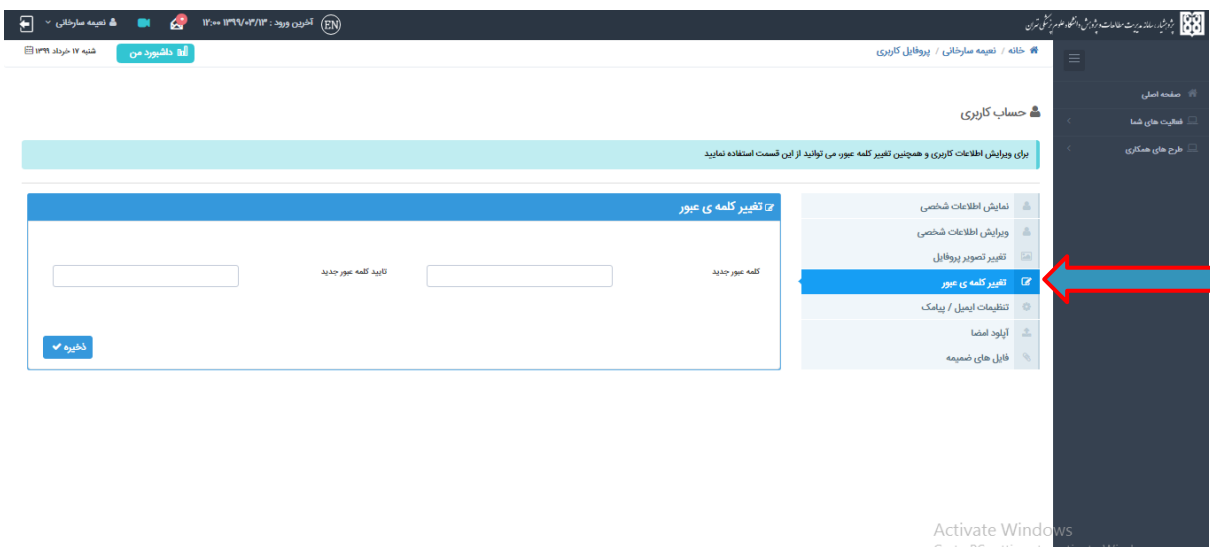 پژوهشیار، سامانه مدیریت مطالعات و پژوهش دانشگاه علوم پزشکی تهران
EN آخرین ورود : ۱۳۹۹/۰۳/۱۳ ۱۲:۰۰
نعیمه سارخانی
خانه / نعیمه سارخانی / پروفایل کاربری
داشبورد من
شنبه ۱۷ خرداد ۱۳۹۹
صفحه اصلی
فعالیت های شما
طرح های همکاری
حساب کاربری
برای ویرایش اطلاعات کاربری و همچنین تغییر کلمه عبور، می توانید از این قسمت استفاده نمایید
نمایش اطلاعات شخصی
ویرایش اطلاعات شخصی
تغییر تصویر پروفایل
تغییر کلمه ی عبور
تنظیمات ایمیل / پیامک
آپلود امضا
فایل های ضمیمه
تغییر کلمه ی عبور
کلمه عبور جدید
تایید کلمه عبور جدید
ذخیره
Activate Windows